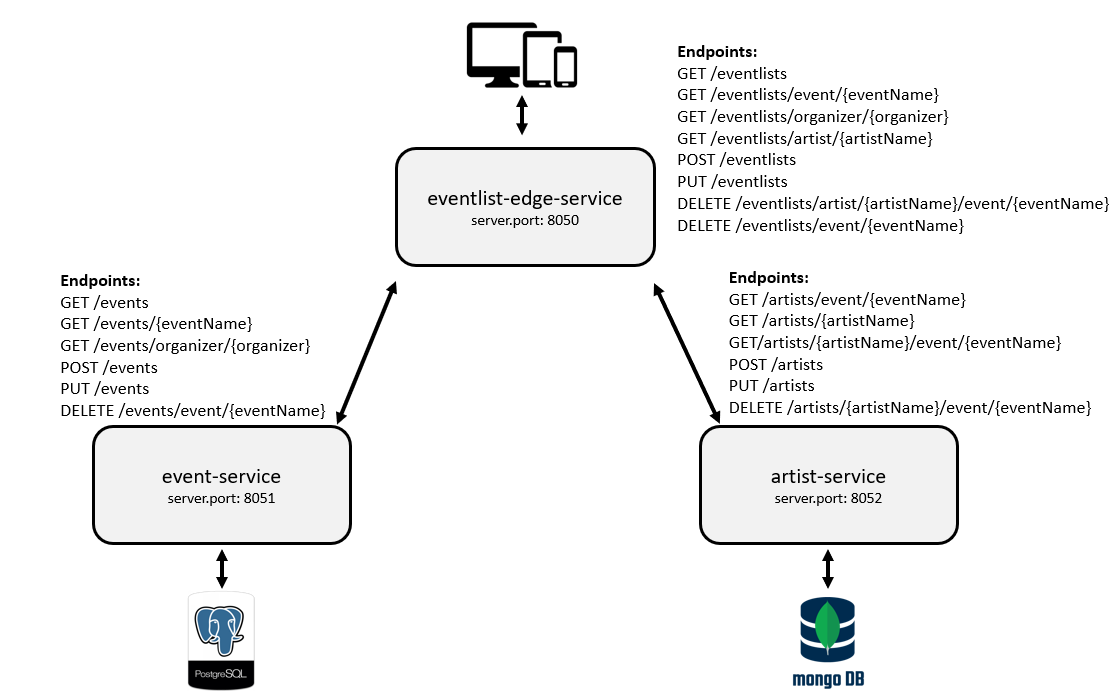 Endpoints:
GET /eventlists
GET /eventlists/event/{eventName}
GET /eventlists/organizer/{organizer}
GET /eventlists/artist/{artistName}
POST /eventlists
PUT /eventlists
DELETE /eventlists/artist/{artistName}/event/{eventName}
DELETE /eventlists/event/{eventName}
eventlist-edge-service
server.port: 8050
Endpoints:
GET /events
GET /events/{eventName}
GET /events/organizer/{organizer}
POST /events
PUT /events
DELETE /events/event/{eventName}
Endpoints:
GET /artists/event/{eventName}
GET /artists/{artistName}
GET/artists/{artistName}/event/{eventName}
POST /artists
PUT /artists
DELETE /artists/{artistName}/event/{eventName}
event-service
server.port: 8051
artist-service
server.port: 8052
PostgreSQL
mongo DB